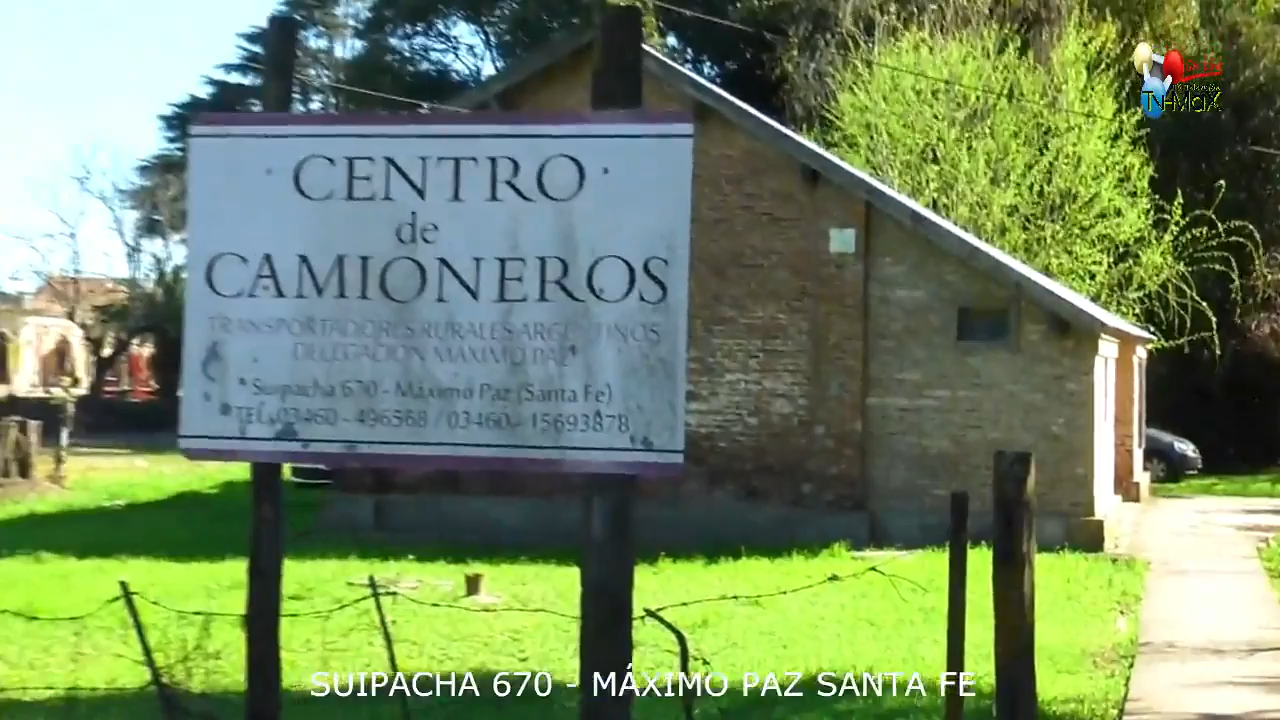 · CENTRO ·
de
CAMIONEROS
TRANSPORTADORES RURALES ARGENTINOS
DELEGACION MAXIMO PAZ
Suipacha 670 - Máximo Paz (Santa Fe)
TEL. 03460 - 496568 / 03460 - 15693878
SUIPACHA 670 - MÁXIMO PAZ SANTA FE